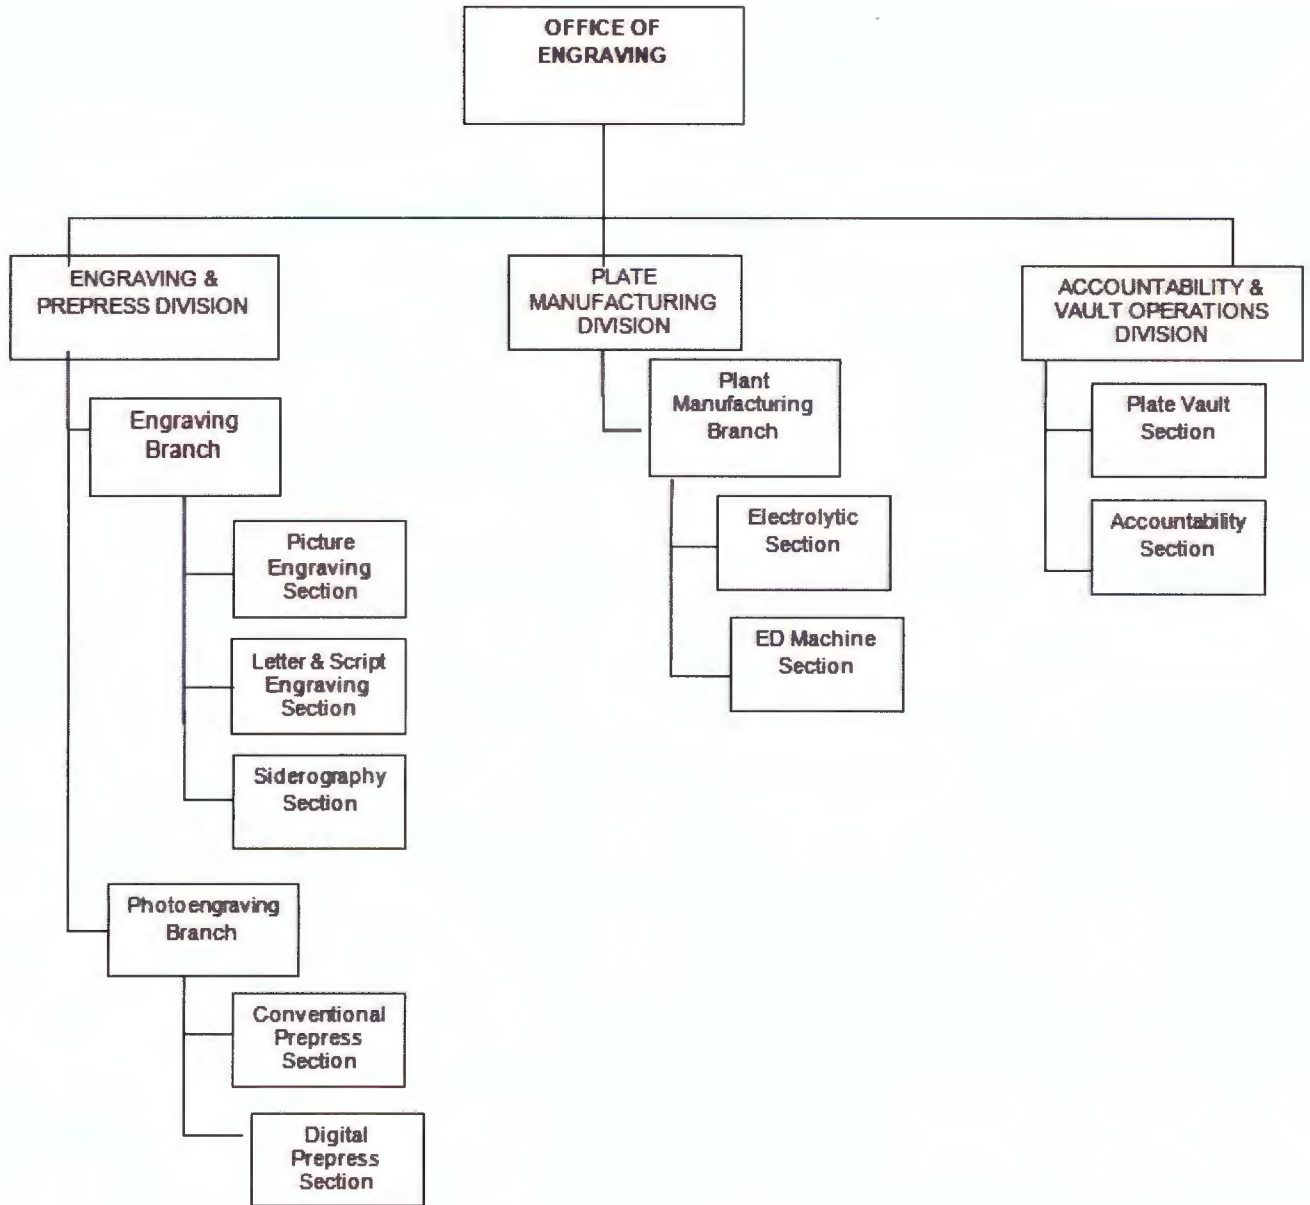 OFFICE OF
ENGRAVING
ENGRAVING &
PREPRESS DIVISION
Engraving
Branch
Picture
Engraving
Section
Letter & Script
Engraving
Section
Siderography
Section
Photoengraving
Branch
Conventional
Prepress
Section
Digital
Prepress
Section
PLATE
MANUFACTURING
DIVISION
Plant
Manufacturing
Branch
Electrolytic
Section
ED Machine
Section
ACCOUNTABILITY &
VAULT OPERATIONS
DIVISION
Plate Vault
Section
Accountability
Section